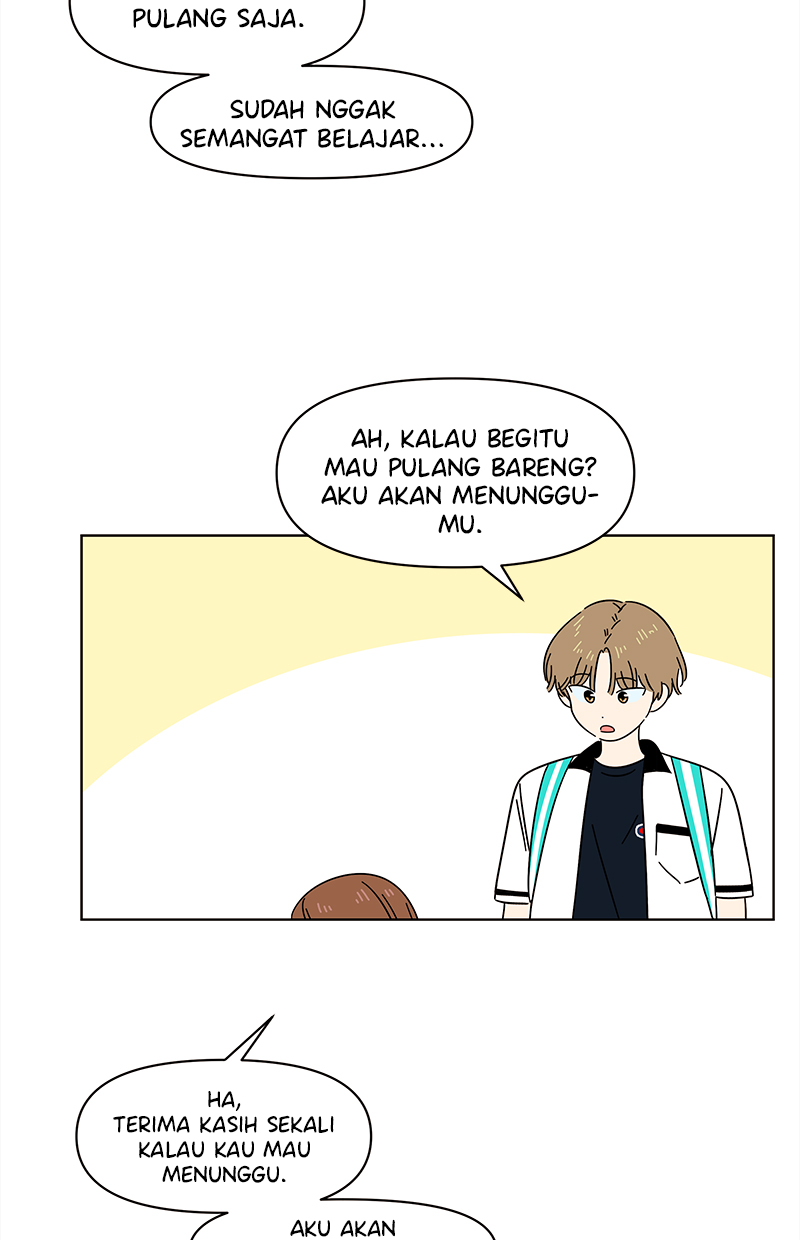 PULANG SAJA.
SUDAH NGGAK
SEMANGAT BELAJAR...
AH, KALAU BEGITU
MAU PULANG BARENG?
AKU AKAN MENUNGGU-
MU.
HA,
TERIMA KASIH SEKALI
KALAU KAU MAU
MENUNGGU.
AKU AKAN